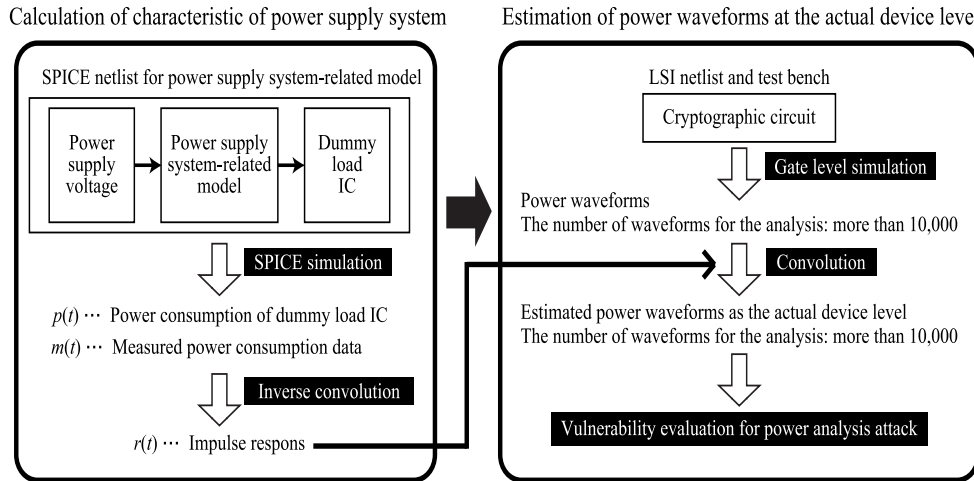 Calculation of characteristic of power supply system
SPICE netlist for power supply system-related model
Power
supply
voltage
Power supply
system-related
model
Dummy
load
IC
SPICE simulation
p(t) ··· Power consumption of dummy load IC
m(t) ··· Measured power consumption data
Inverse convolution
r(t) ··· Impulse respons
Estimation of power waveforms at the actual device level
LSI netlist and test bench
Cryptographic circuit
Gate level simulation
Power waveforms
The number of waveforms for the analysis: more than 10,000
Convolution
Estimated power waveforms as the actual device level
The number of waveforms for the analysis: more than 10,000
Vulnerability evaluation for power analysis attack